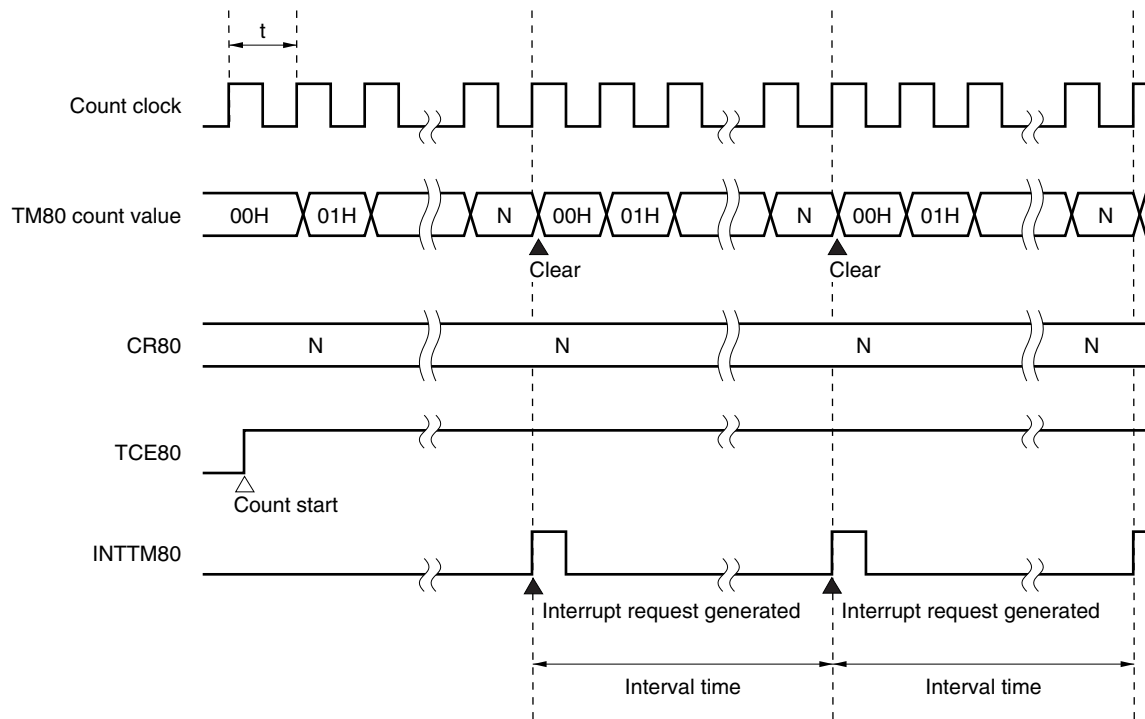 t
Count clock
TM80 count value 00H 01H N 00H 01H N 00H 01H N
Clear Clear
CR80 N N N N
TCE80
Count start
INTTM80
Interrupt request generated Interrupt request generated
Interval time Interval time